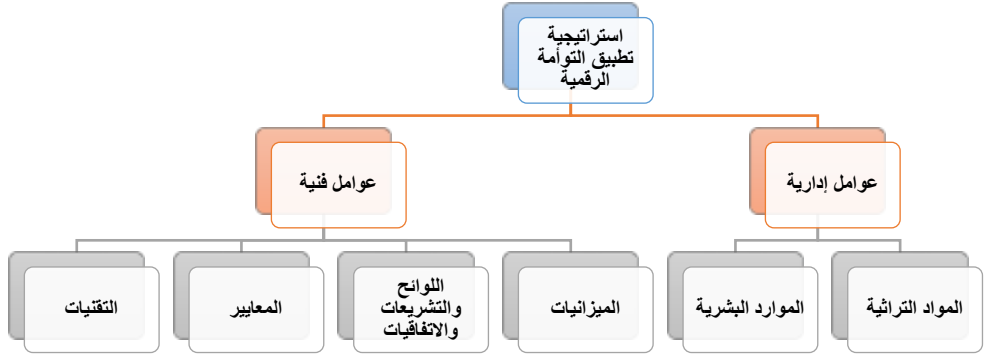 استراتيجية
تطبيق التوأمة
الرقمية
عوامل إدارية
عوامل فنية
المواد التراثية
الموارد البشرية
الميزانيات
اللوائح
والتشريعات
والاتفاقيات
المعايير
التقنيات